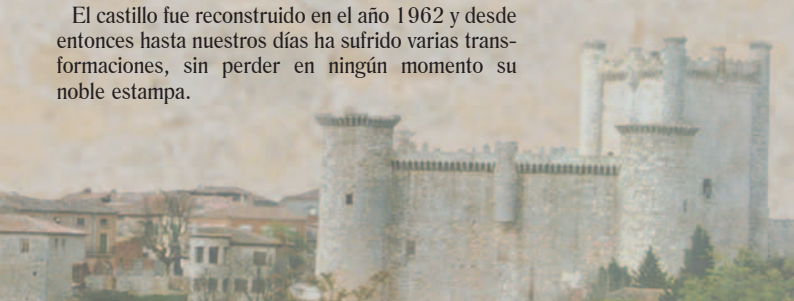 El castillo fue reconstruido en el año 1962 y desde
entonces hasta nuestros días ha sufrido varias trans-
formaciones, sin perder en ningún momento su
noble estampa.